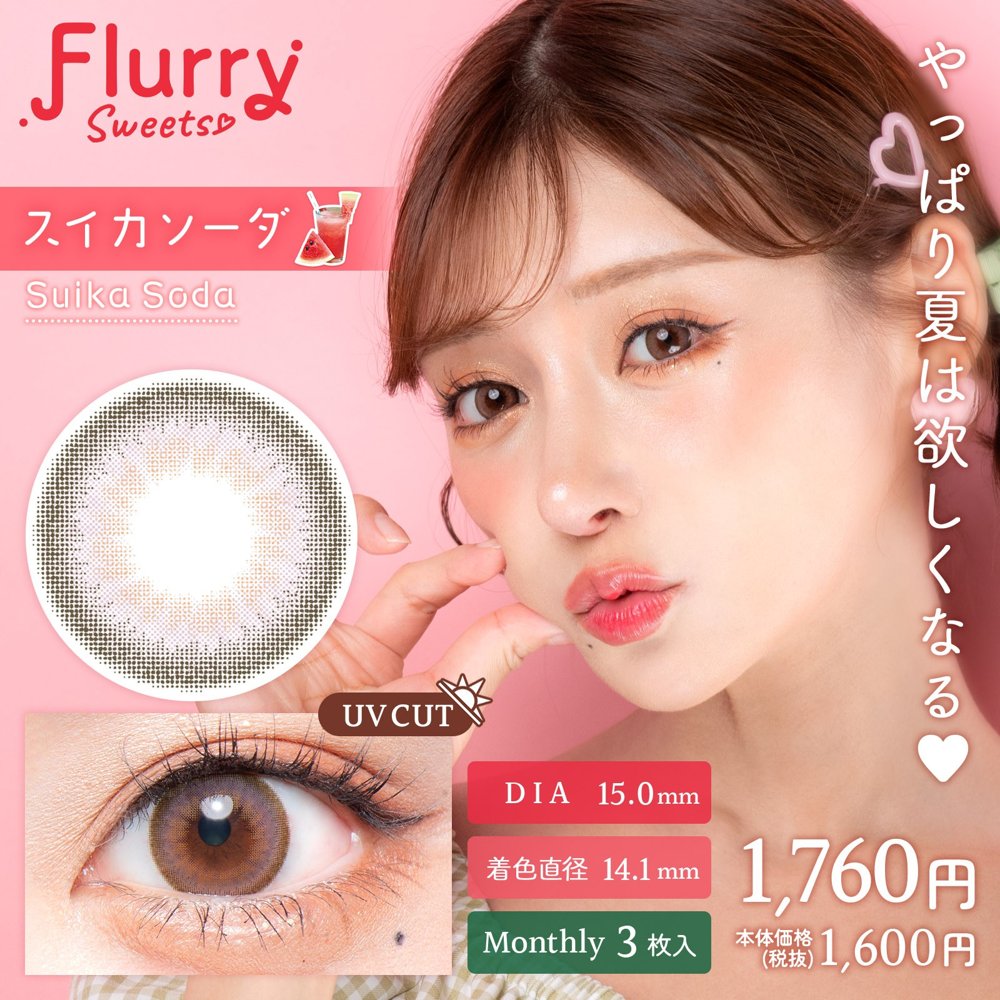 Flurry
Sweets
スイカソーダ
Suika Soda
やっぱり夏は欲しくなる♥
UV CUT
DIA 15.0mm
着色直径 14.1mm
Monthly 3枚入
1,760円
本体価格
(税抜) 1,600円